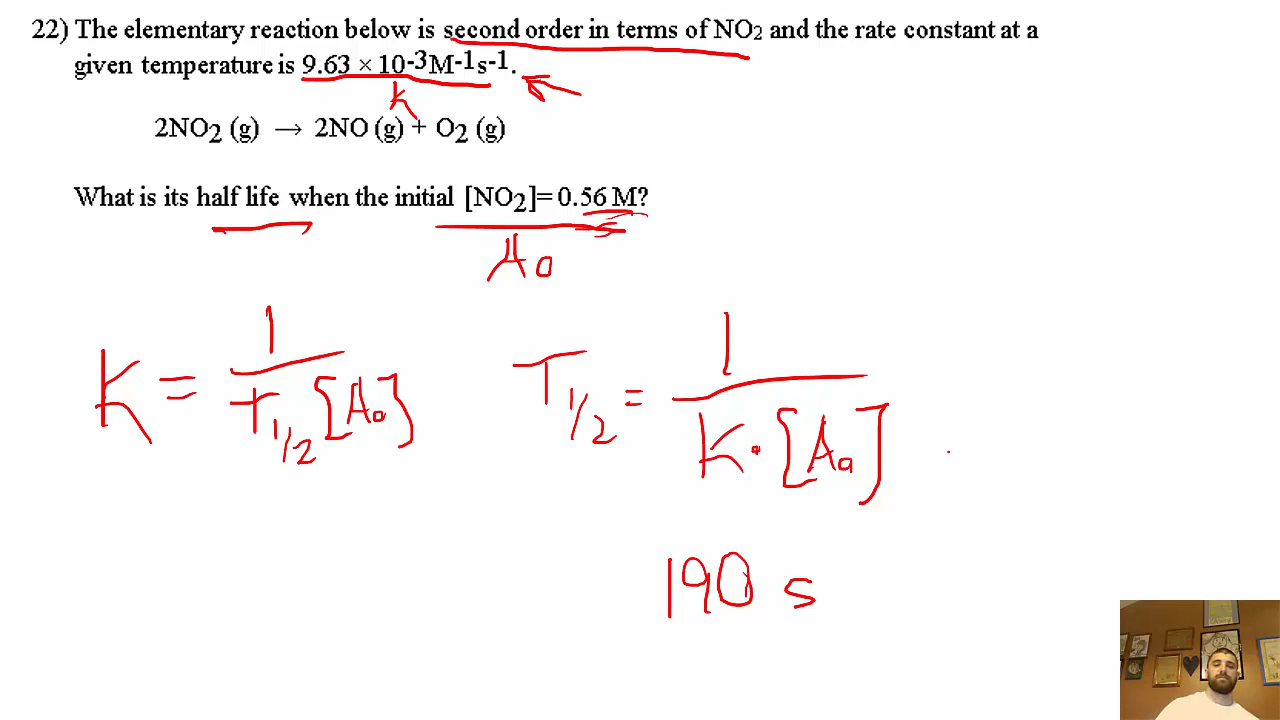 22) The elementary reaction below is second order in terms of NO2 and the rate constant at a
given temperature is 9.63 × 10-3M-1s-1.
K
2NO2 (g) → 2NO (g) + O2 (g)
What is its half life when the initial [NO2]= 0.56 M?
A0
K = 1 / T1/2 [A0] T1/2 = 1 / K · [A0]
190 s